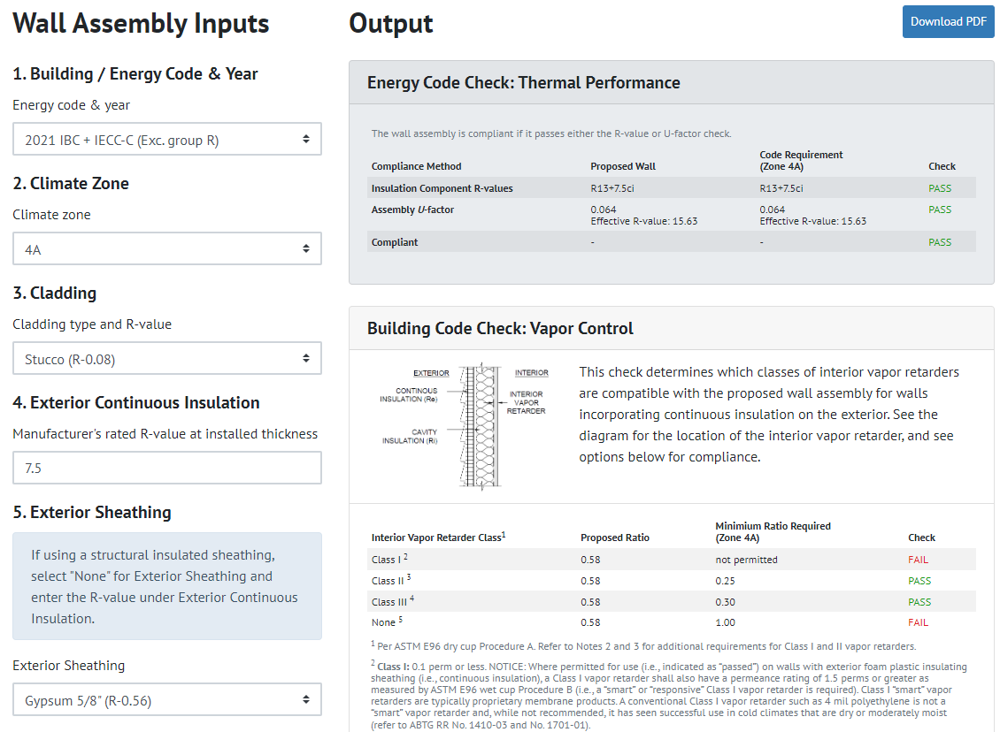 Wall Assembly Inputs
1. Building / Energy Code & Year
Energy code & year
2021 IBC + IECC-C (Exc. group R)
2. Climate Zone
Climate zone
4A
3. Cladding
Cladding type and R-value
Stucco (R-0.08)
4. Exterior Continuous Insulation
Manufacturer's rated R-value at installed thickness
7.5
5. Exterior Sheathing
If using a structural insulated sheathing,
select "None" for Exterior Sheathing and
enter the R-value under Exterior Continuous
Insulation.
Exterior Sheathing
Gypsum 5/8" (R-0.56)
Output
Download PDF
Energy Code Check: Thermal Performance
The wall assembly is compliant if it passes either the R-value or U-factor check.
Compliance Method Proposed Wall Code Requirement (Zone 4A) Check
Insulation Component R-values R13+7.5ci R13+7.5ci PASS
Assembly U-factor 0.064 0.064 PASS
Effective R-value: 15.63 Effective R-value: 15.63
Compliant - - PASS
Building Code Check: Vapor Control
EXTERIOR
INTERIOR
CONTINOUS
INSULATION (Re)
INTERIOR
VAPOR
RETARDER
CAVITY
INSULATION (Ri)
This check determines which classes of interior vapor retarders
are compatible with the proposed wall assembly for walls
incorporating continuous insulation on the exterior. See the
diagram for the location of the interior vapor retarder, and see
options below for compliance.
Interior Vapor Retarder Class1 Proposed Ratio Minimium Ratio Required (Zone 4A) Check
Class I 2 0.58 not permitted FAIL
Class II 3 0.58 0.25 PASS
Class III 4 0.58 0.30 PASS
None 5 0.58 1.00 FAIL
1 Per ASTM E96 dry cup Procedure A. Refer to Notes 2 and 3 for additional requirements for Class I and II vapor retarders.
2 Class I: 0.1 perm or less. NOTICE: Where permitted for use (i.e., indicated as “passed”) on walls with exterior foam plastic insulating
sheathing (i.e., continuous insulation), a Class I vapor retarder shall also have a permeance rating of 1.5 perms or greater as
measured by ASTM E96 wet cup Procedure B (i.e., a “smart” or “responsive” Class I vapor retarder is required). Class I “smart” vapor
retarders are typically proprietary membrane products. A conventional Class I vapor retarder such as 4 mil polyethylene is not a
“smart” vapor retarder and, while not recommended, it has seen successful use in cold climates that are dry or moderately moist
(refer to ABTG RR No. 1410-03 and No. 1701-01).